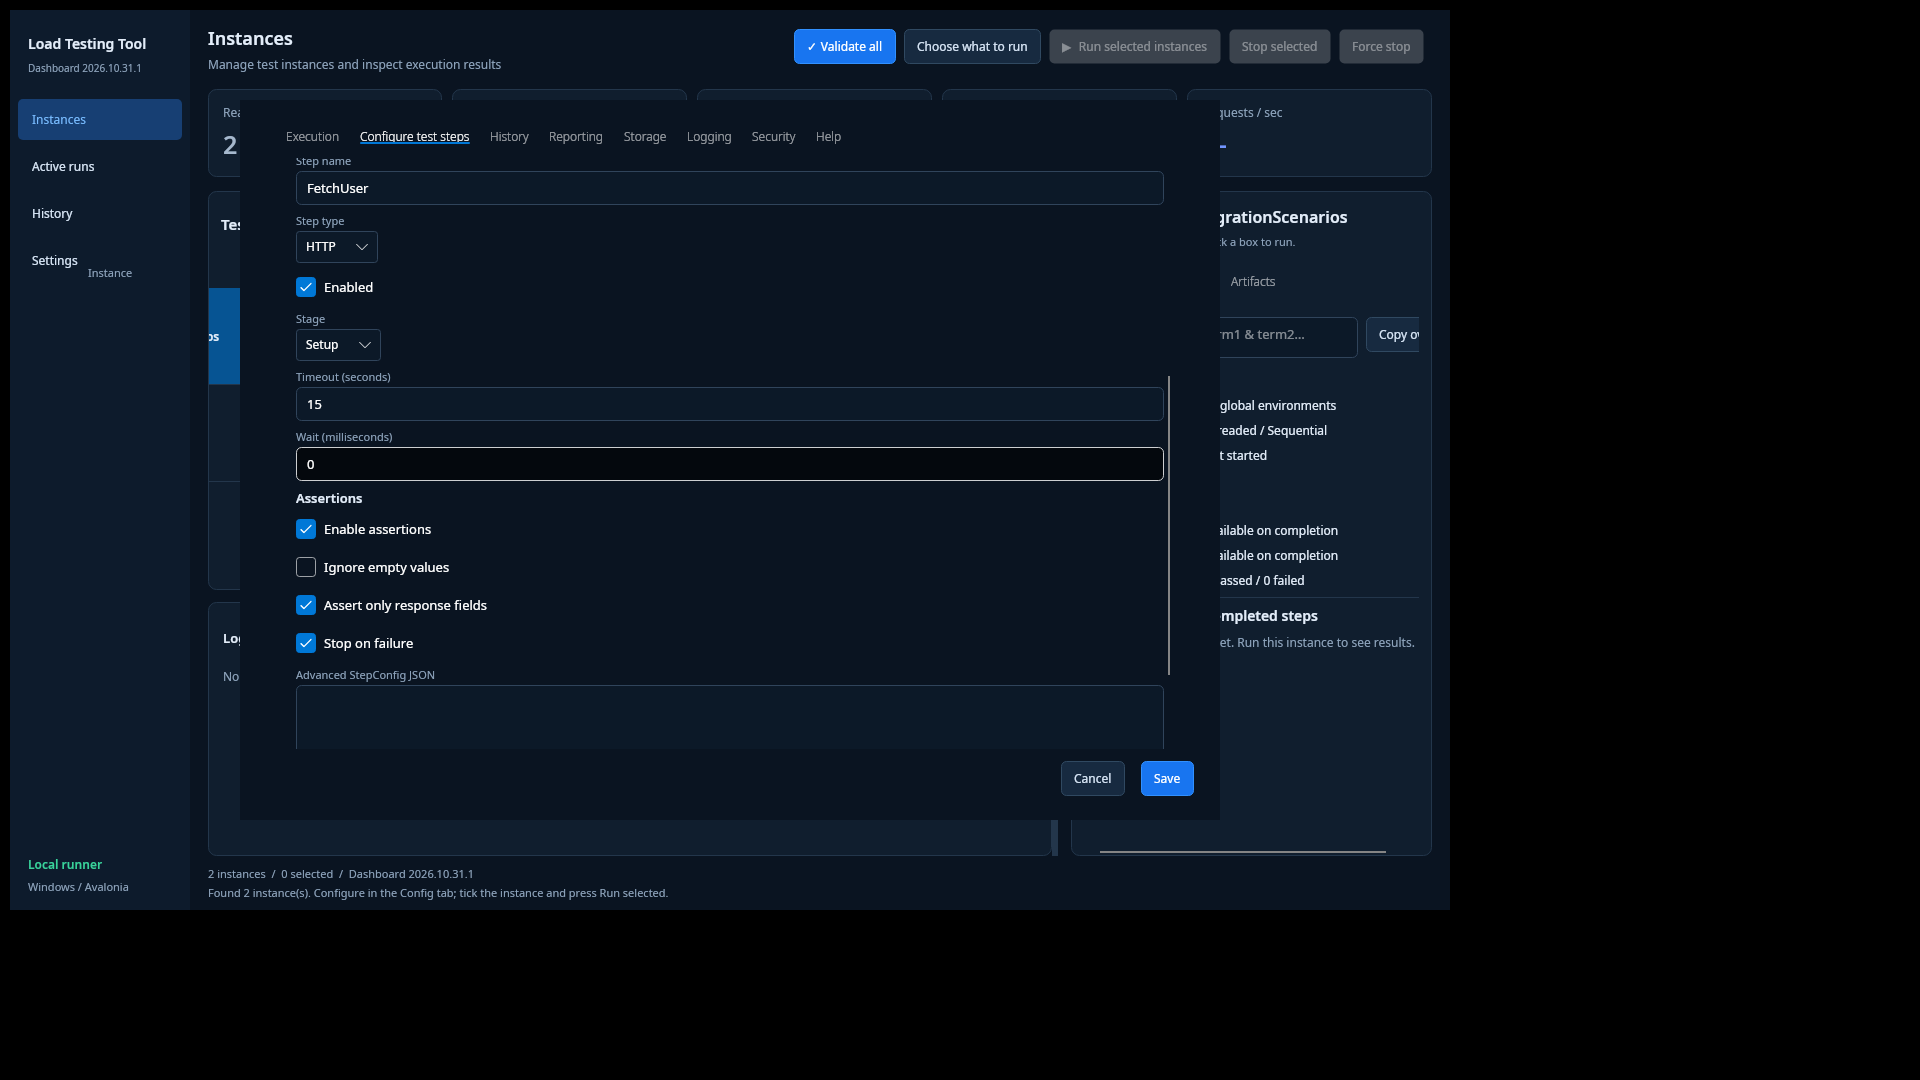 Load Testing Tool
Dashboard 2026.10.31.1
Instances
Active runs
History
Settings
Instance
Local runner
Windows / Avalonia
Instances
Manage test instances and inspect execution results
✓ Validate all
Choose what to run
▶ Run selected instances
Stop selected
Force stop
2
quests / sec
Execution
Configure test steps
History
Reporting
Storage
Logging
Security
Help
Step name
FetchUser
Step type
HTTP
Enabled
Stage
Setup
Timeout (seconds)
15
Wait (milliseconds)
0
Assertions
Enable assertions
Ignore empty values
Assert only response fields
Stop on failure
Advanced StepConfig JSON
Cancel
Save
grationScenarios
k a box to run.
Artifacts
rm1 & term2...
Copy ov
global environments
readed / Sequential
t started
ailable on completion
ailable on completion
assed / 0 failed
mpleted steps
et. Run this instance to see results.
No
2 instances / 0 selected / Dashboard 2026.10.31.1
Found 2 instance(s). Configure in the Config tab; tick the instance and press Run selected.